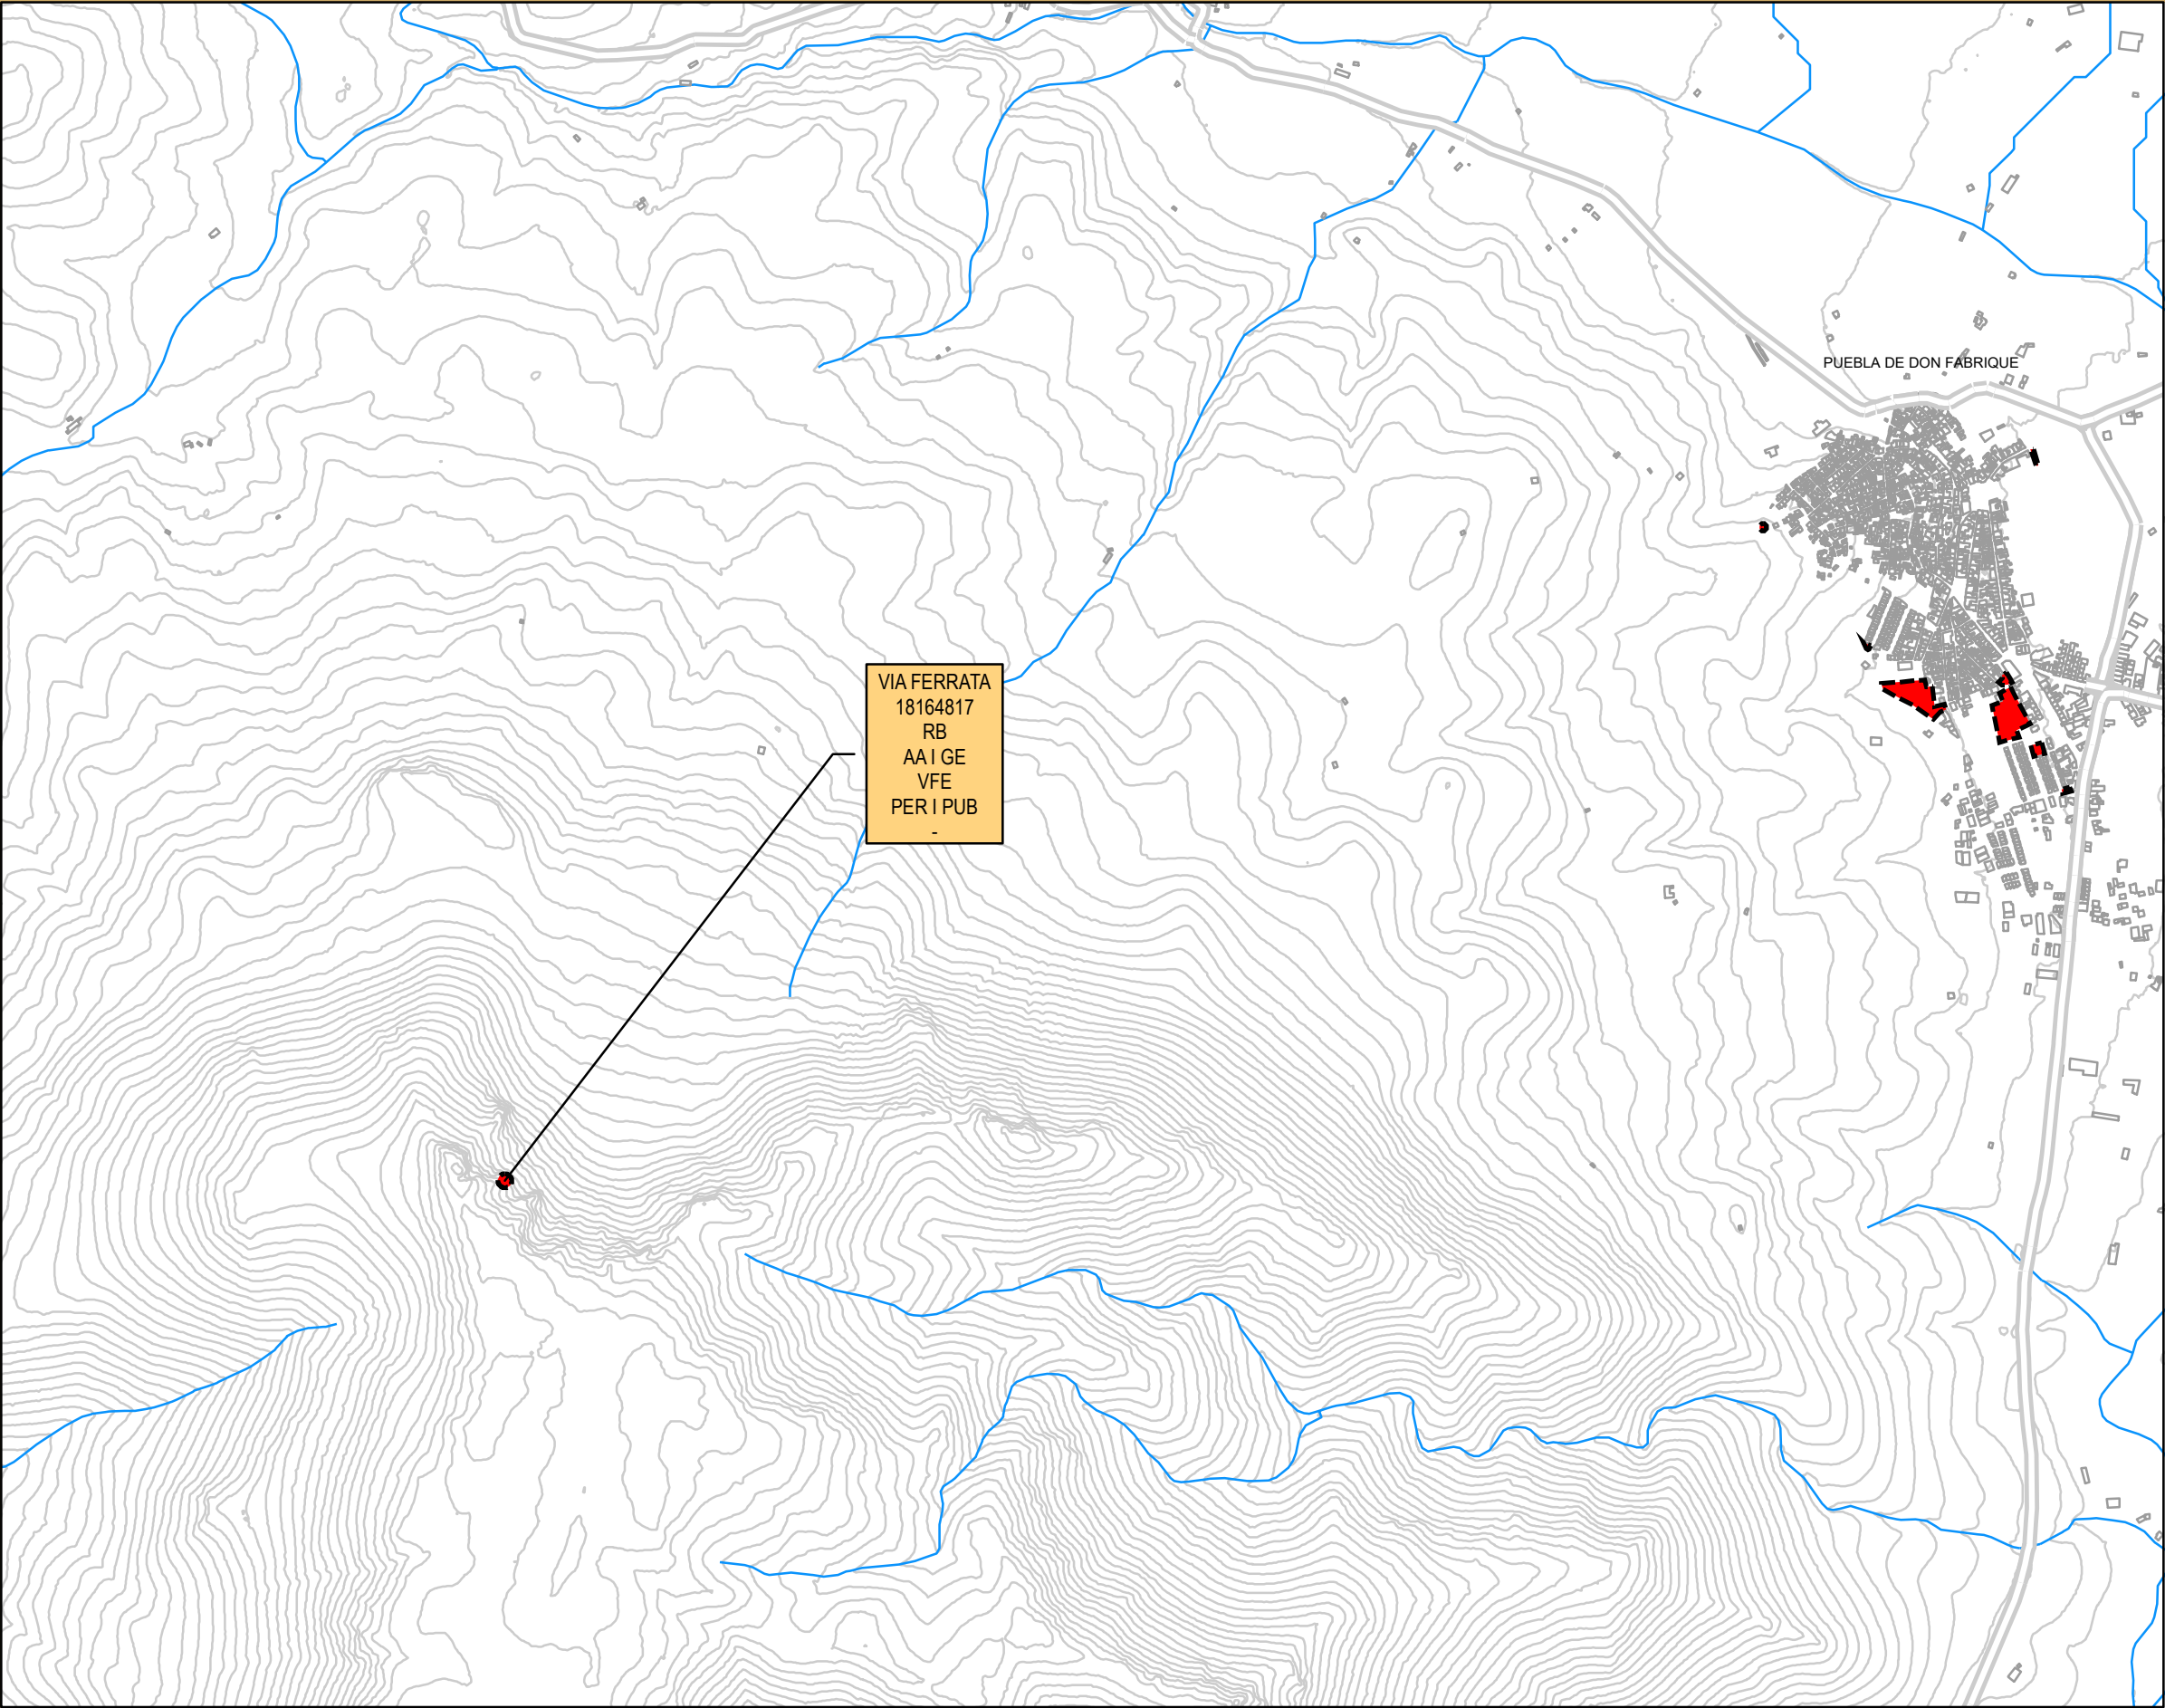 PUEBLA DE DON FABRIQUE
VIA FERRATA
18164817
RB
AA I GE
VFE
PER I PUB
-